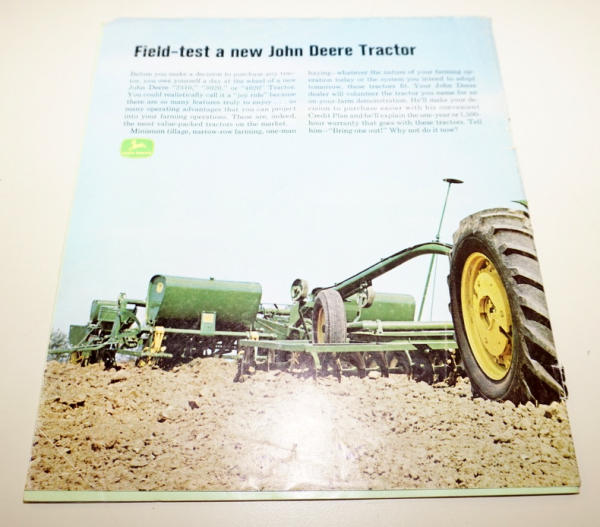 Field-test a new John Deere Tractor
Before you make a decision to purchase any trac-
tor, you owe yourself a day at the wheel of a new
John Deere "2510," "3020," or "4020" Tractor.
You could realistically call it a "joy ride" because
there are so many features truly to enjoy . . . so
many operating advantages that you can project
into your farming operations. These are, indeed,
the most value-packed tractors on the market.
Minimum tillage, narrow-row farming, one-man
haying—whatever the nature of your farming op-
eration today or the system you intend to adopt
tomorrow, these tractors fit. Your John Deere
dealer will volunteer the tractor you name for an
on-your-farm demonstration. He'll make your de-
cision to purchase easier with his convenient
Credit Plan and he'll explain the one-year or 1,500-
hour warranty that goes with these tractors. Tell
him—"Bring one out!" Why not do it now?
JOHN DEERE